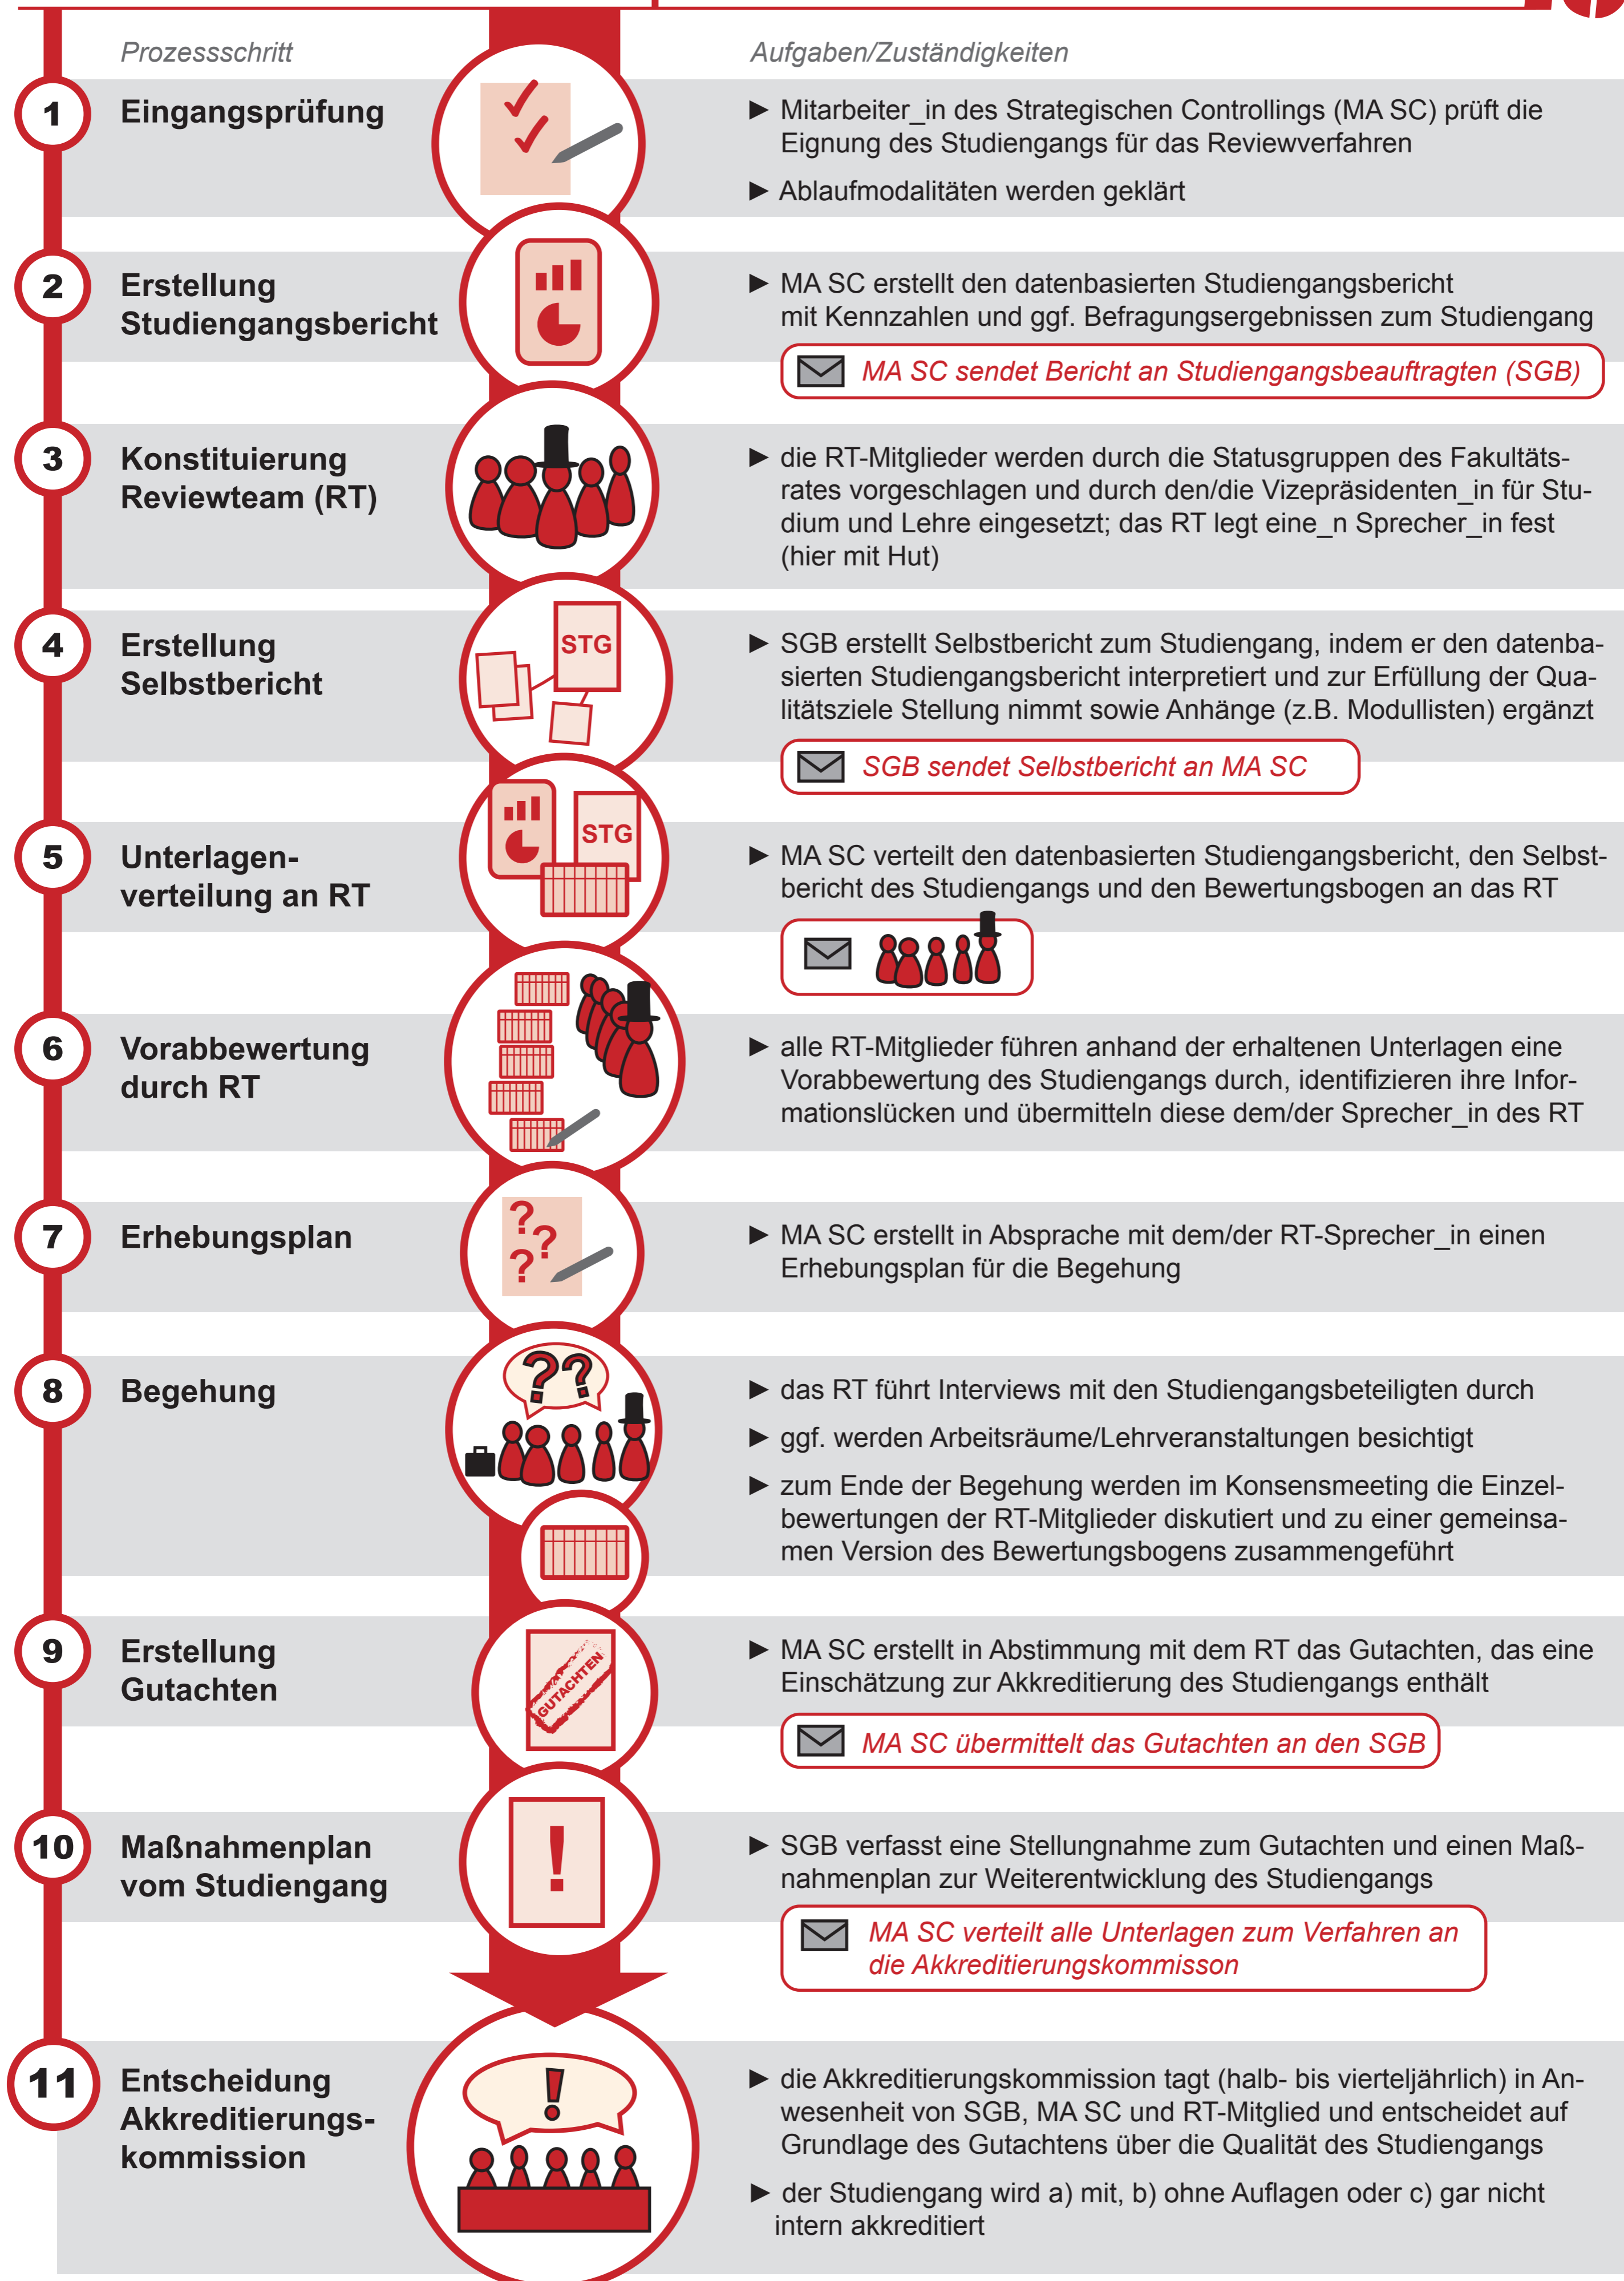 Prozessschritt
Aufgaben/Zuständigkeiten
1
Eingangsprüfung
► Mitarbeiter_in des Strategischen Controllings (MA SC) prüft die
Eignung des Studiengangs für das Reviewverfahren
► Ablaufmodalitäten werden geklärt
2
Erstellung
Studiengangsbericht
► MA SC erstellt den datenbasierten Studiengangsbericht
mit Kennzahlen und ggf. Befragungsergebnissen zum Studiengang
MA SC sendet Bericht an Studiengangsbeauftragten (SGB)
3
Konstituierung
Reviewteam (RT)
► die RT-Mitglieder werden durch die Statusgruppen des Fakultäts-
rates vorgeschlagen und durch den/die Vizepräsidenten_in für Stu-
dium und Lehre eingesetzt; das RT legt eine_n Sprecher_in fest
(hier mit Hut)
4
Erstellung
Selbstbericht
STG
► SGB erstellt Selbstbericht zum Studiengang, indem er den datenba-
sierten Studiengangsbericht interpretiert und zur Erfüllung der Qua-
litätsziele Stellung nimmt sowie Anhänge (z.B. Modullisten) ergänzt
SGB sendet Selbstbericht an MA SC
5
Unterlagen-
verteilung an RT
STG
► MA SC verteilt den datenbasierten Studiengangsbericht, den Selbst-
bericht des Studiengangs und den Bewertungsbogen an das RT
6
Vorabbewertung
durch RT
► alle RT-Mitglieder führen anhand der erhaltenen Unterlagen eine
Vorabbewertung des Studiengangs durch, identifizieren ihre Infor-
mationslücken und übermitteln diese dem/der Sprecher_in des RT
7
Erhebungsplan
?
?
?
► MA SC erstellt in Absprache mit dem/der RT-Sprecher_in einen
Erhebungsplan für die Begehung
8
Begehung
??
► das RT führt Interviews mit den Studiengangsbeteiligten durch
► ggf. werden Arbeitsräume/Lehrveranstaltungen besichtigt
► zum Ende der Begehung werden im Konsensmeeting die Einzel-
bewertungen der RT-Mitglieder diskutiert und zu einer gemeinsa-
men Version des Bewertungsbogens zusammengeführt
9
Erstellung
Gutachten
GUTACHTEN
► MA SC erstellt in Abstimmung mit dem RT das Gutachten, das eine
Einschätzung zur Akkreditierung des Studiengangs enthält
MA SC übermittelt das Gutachten an den SGB
10
Maßnahmenplan
vom Studiengang
!
► SGB verfasst eine Stellungnahme zum Gutachten und einen Maß-
nahmenplan zur Weiterentwicklung des Studiengangs
MA SC verteilt alle Unterlagen zum Verfahren an
die Akkreditierungskommisson
11
Entscheidung
Akkreditierungs-
kommission
!
► die Akkreditierungskommission tagt (halb- bis vierteljährlich) in An-
wesenheit von SGB, MA SC und RT-Mitglied und entscheidet auf
Grundlage des Gutachtens über die Qualität des Studiengangs
► der Studiengang wird a) mit, b) ohne Auflagen oder c) gar nicht
intern akkreditiert